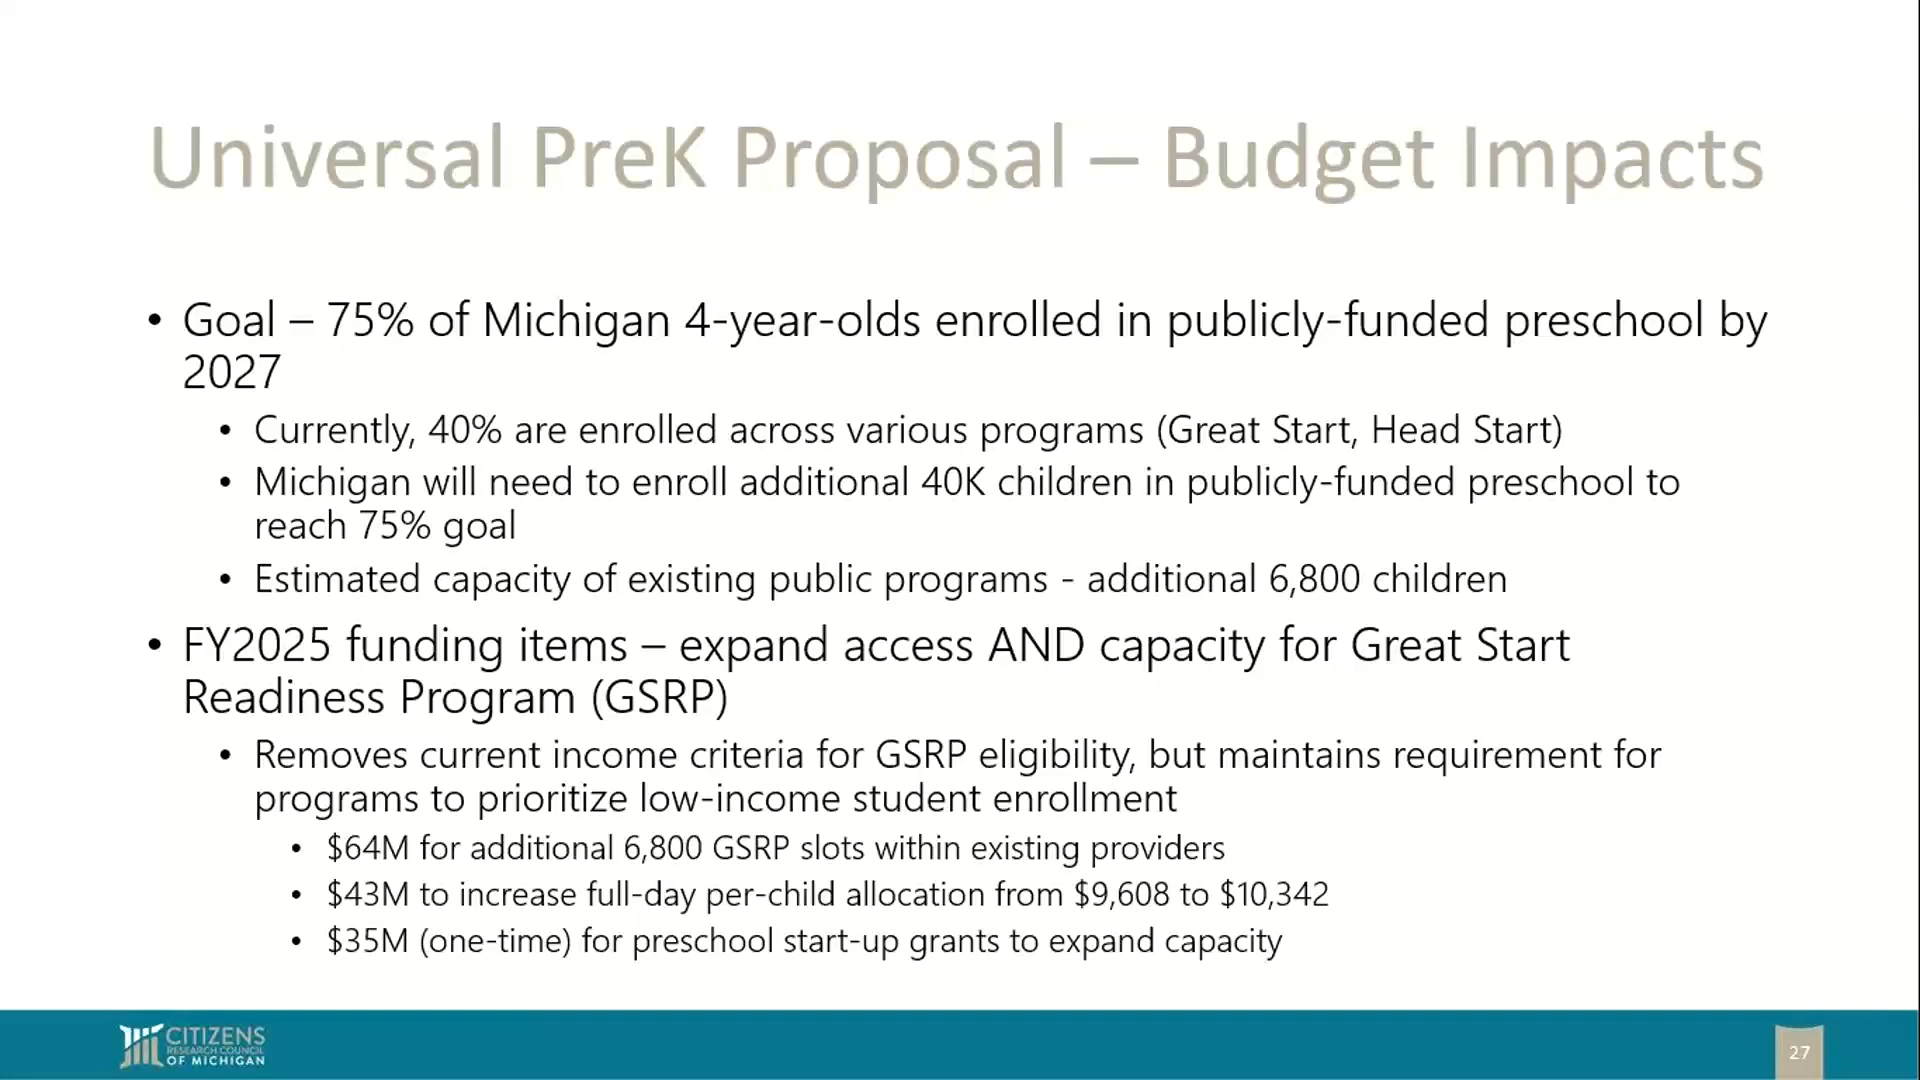 Universal PreK Proposal – Budget Impacts
• Goal – 75% of Michigan 4-year-olds enrolled in publicly-funded preschool by
2027
• Currently, 40% are enrolled across various programs (Great Start, Head Start)
• Michigan will need to enroll additional 40K children in publicly-funded preschool to
reach 75% goal
• Estimated capacity of existing public programs - additional 6,800 children
• FY2025 funding items – expand access AND capacity for Great Start
Readiness Program (GSRP)
• Removes current income criteria for GSRP eligibility, but maintains requirement for
programs to prioritize low-income student enrollment
• $64M for additional 6,800 GSRP slots within existing providers
• $43M to increase full-day per-child allocation from $9,608 to $10,342
• $35M (one-time) for preschool start-up grants to expand capacity
CITIZENS
RESEARCH COUNCIL
OF MICHIGAN
27